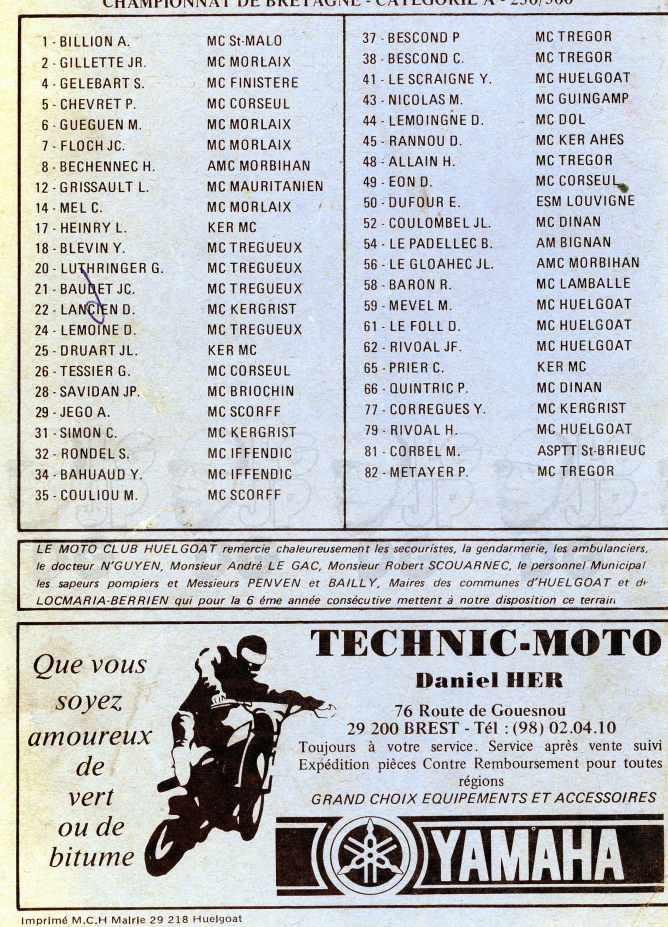 CHAMPIONNAT DE BRETAGNE - CATEGORIE A - 250/500
1 - BILLION A. MC St-MALO
2 - GILLETTE JR. MC MORLAIX
4 - GELEBART S. MC FINISTERE
5 - CHEVRET P. MC CORSEUL
6 - GUEGUEN M. MC MORLAIX
7 - FLOCH JC. MC MORLAIX
8 - BECHENNEC H. AMC MORBIHAN
12 - GRISSAULT L. MC MAURITANIEN
14 - MEL C. MC MORLAIX
17 - HEINRY L. KER MC
18 - BLEVIN Y. MC TREGUEUX
20 - LUTHRINGER G. MC TREGUEUX
21 - BAUDET JC. MC TREGUEUX
22 - LANCIEN D. MC KERGRIST
24 - LEMOINE D. MC TREGUEUX
25 - DRUART JL. KER MC
26 - TESSIER G. MC CORSEUL
28 - SAVIDAN JP. MC BRIOCHIN
29 - JEGO A. MC SCORFF
31 - SIMON C. MC KERGRIST
32 - RONDEL S. MC IFFENDIC
34 - BAHUAUD Y. MC IFFENDIC
35 - COULIOU M. MC SCORFF
37 - BESCOND P MC TREGOR
38 - BESCOND C. MC TREGOR
41 - LE SCRAIGNE Y. MC HUELGOAT
43 - NICOLAS M. MC GUINGAMP
44 - LEMOINGNE D. MC DOL
45 - RANNOU D. MC KER AHES
48 - ALLAIN H. MC TREGOR
49 - EON D. MC CORSEUL
50 - DUFOUR E. ESM LOUVIGNE
52 - COULOMBEL JL. MC DINAN
54 - LE PADELLEC B. AM BIGNAN
56 - LE GLOAHEC JL. AMC MORBIHAN
58 - BARON R. MC LAMBALLE
59 - MEVEL M. MC HUELGOAT
61 - LE FOLL D. MC HUELGOAT
62 - RIVOAL JF. MC HUELGOAT
65 - PRIER C. KER MC
66 - QUINTRIC P. MC DINAN
77 - CORREGUES Y. MC KERGRIST
79 - RIVOAL H. MC HUELGOAT
81 - CORBEL M. ASPTT St-BRIEUC
82 - METAYER P. MC TREGOR
LE MOTO CLUB HUELGOAT remercie chaleureusement les secouristes, la gendarmerie, les ambulanciers,
le docteur N'GUYEN, Monsieur André LE GAC, Monsieur Robert SCOUARNEC, le personnel Municipal
les sapeurs pompiers et Messieurs PENVEN et BAILLY, Maires des communes d'HUELGOAT et de
LOCMARIA-BERRIEN qui pour la 6 éme année consécutive mettent à notre disposition ce terrain
Que vous
soyez
amoureux
de
vert
ou de
bitume
TECHNIC-MOTO
Daniel HER
76 Route de Gouesnou
29 200 BREST - Tél : (98) 02.04.10
Toujours à votre service. Service après vente suivi
Expédition pièces Contre Remboursement pour toutes
régions
GRAND CHOIX EQUIPEMENTS ET ACCESSOIRES
YAMAHA
Imprimé M.C.H Mairie 29 218 Huelgoat